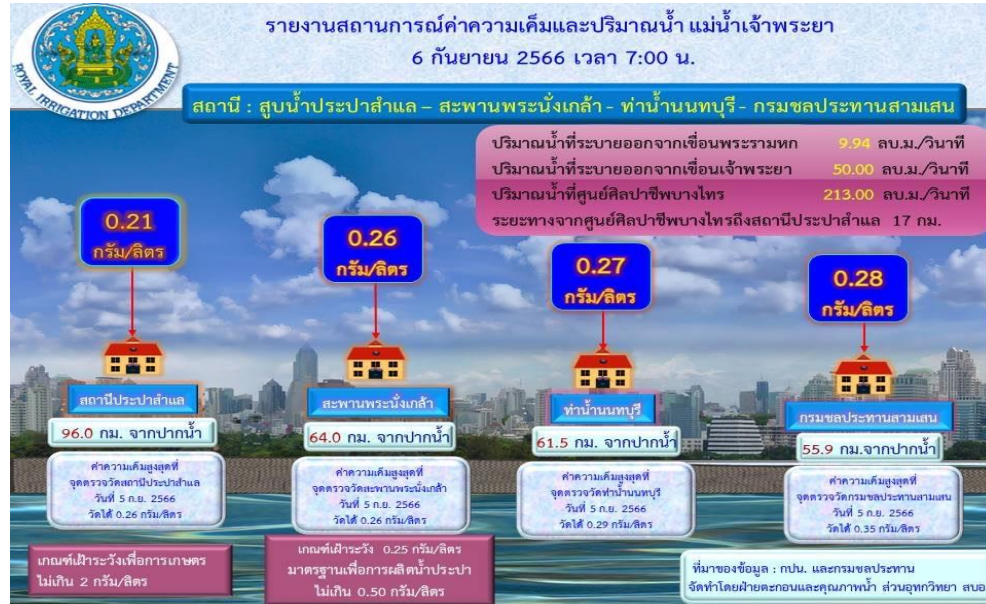 รายงานสถานการณ์ค่าความเค็มและปริมาณน้ำ แม่น้ำเจ้าพระยา
6 กันยายน 2566 เวลา 7:00 น.
ROYAL IRRIGATION DEPARTMENT
สถานี : สูบน้ำประปาสำแล – สะพานพระนั่งเกล้า - ท่าน้ำนนทบุรี - กรมชลประทานสามเสน
ปริมาณน้ำที่ระบายออกจากเขื่อนพระรามหก 9.94 ลบ.ม./วินาที
ปริมาณน้ำที่ระบายออกจากเขื่อนเจ้าพระยา 50.00 ลบ.ม./วินาที
ปริมาณน้ำที่ศูนย์ศิลปาชีพบางไทร 213.00 ลบ.ม./วินาที
ระยะทางจากศูนย์ศิลปาชีพบางไทรถึงสถานีประปาสำแล 17 กม.
0.21
กรัม/ลิตร
สถานีประปาสำแล
96.0 กม. จากปากน้ำ
ค่าความเค็มสูงสุดที่
จุดตรวจวัดสถานีประปาสำแล
วันที่ 5 ก.ย. 2566
วัดได้ 0.26 กรัม/ลิตร
0.26
กรัม/ลิตร
สะพานพระนั่งเกล้า
64.0 กม. จากปากน้ำ
ค่าความเค็มสูงสุดที่
จุดตรวจวัดสะพานพระนั่งเกล้า
วันที่ 5 ก.ย. 2566
วัดได้ 0.26 กรัม/ลิตร
0.27
กรัม/ลิตร
ท่าน้ำนนทบุรี
61.5 กม. จากปากน้ำ
ค่าความเค็มสูงสุดที่
จุดตรวจวัดท่าน้ำนนทบุรี
วันที่ 5 ก.ย. 2566
วัดได้ 0.29 กรัม/ลิตร
0.28
กรัม/ลิตร
กรมชลประทานสามเสน
55.9 กม.จากปากน้ำ
ค่าความเค็มสูงสุดที่
จุดตรวจวัดกรมชลประทานสามเสน
วันที่ 5 ก.ย. 2566
วัดได้ 0.35 กรัม/ลิตร
เกณฑ์เฝ้าระวังเพื่อการเกษตร
ไม่เกิน 2 กรัม/ลิตร
เกณฑ์เฝ้าระวัง 0.25 กรัม/ลิตร
มาตรฐานเพื่อการผลิตน้ำประปา
ไม่เกิน 0.50 กรัม/ลิตร
ที่มาของข้อมูล : กปน. และกรมชลประทาน
จัดทำโดยฝ่ายตะกอนและคุณภาพน้ำ ส่วนอุทกวิทยา สบอ